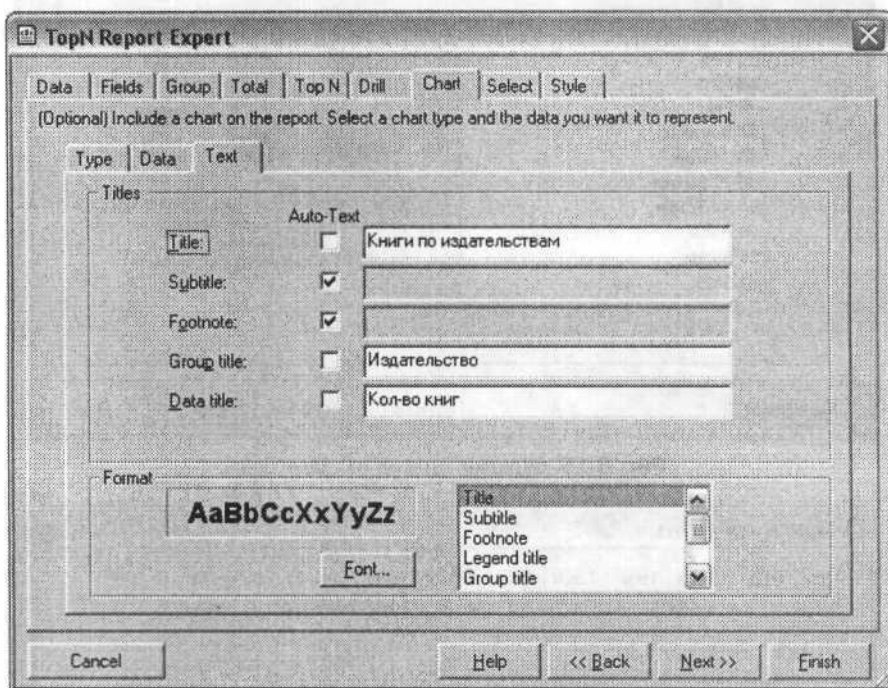 TopN Report Expert
Data Fields Group Total Top N Drill Chart Select Style
(Optional) Include a chart on the report. Select a chart type and the data you want it to represent.
Type Data Text
Titles
Auto-Text
Title: Книги по издательствам
Subtitle:
Footnote:
Group title: Издательство
Data title: Кол-во книг
Format
AaBbCcXxYyZz
Font...
Title
Subtitle
Footnote
Legend title
Group title
Cancel Help << Back Next >> Finish